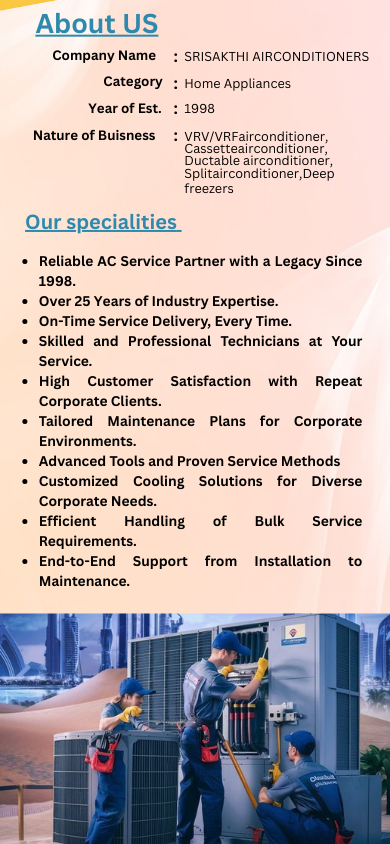 About US
Company Name : SRISAKTHI AIRCONDITIONERS
Category : Home Appliances
Year of Est. : 1998
Nature of Buisness : VRV/VRFairconditioner,
Cassetteairconditioner,
Ductable airconditioner,
Splitairconditioner,Deep
freezers
Our specialities
• Reliable AC Service Partner with a Legacy Since
1998.
• Over 25 Years of Industry Expertise.
• On-Time Service Delivery, Every Time.
• Skilled and Professional Technicians at Your
Service.
• High Customer Satisfaction with Repeat
Corporate Clients.
• Tailored Maintenance Plans for Corporate
Environments.
• Advanced Tools and Proven Service Methods
• Customized Cooling Solutions for Diverse
Corporate Needs.
• Efficient Handling of Bulk Service
Requirements.
• End-to-End Support from Installation to
Maintenance.